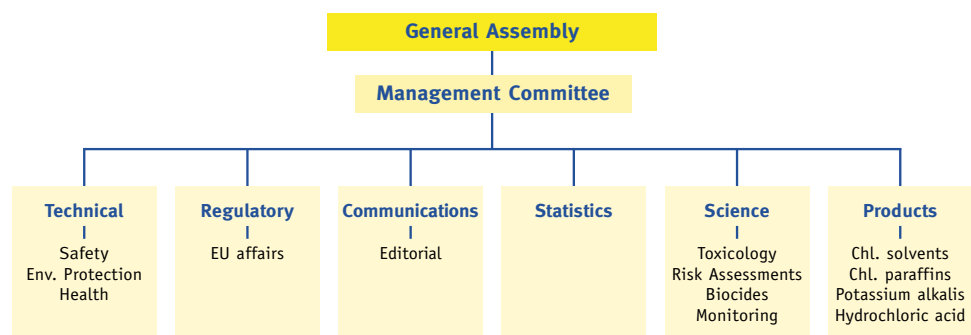 General Assembly
Management Committee
Technical
Safety
Env. Protection
Health
Regulatory
EU affairs
Communications
Editorial
Statistics
Science
Toxicology
Risk Assessments
Biocides
Monitoring
Products
Chl. solvents
Chl. paraffins
Potassium alkalis
Hydrochloric acid